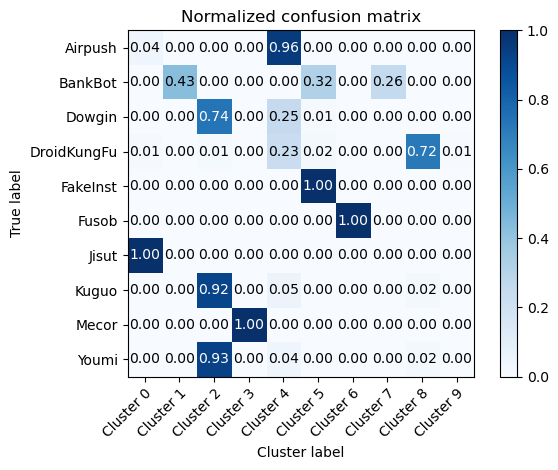 Normalized confusion matrix
Airpush 0.04 0.00 0.00 0.00 0.96 0.00 0.00 0.00 0.00 0.00
BankBot 0.00 0.43 0.00 0.00 0.00 0.32 0.00 0.26 0.00 0.00
Dowgin 0.00 0.00 0.74 0.00 0.25 0.01 0.00 0.00 0.00 0.00
DroidKungFu 0.01 0.00 0.01 0.00 0.23 0.02 0.00 0.00 0.72 0.01
FakeInst 0.00 0.00 0.00 0.00 0.00 1.00 0.00 0.00 0.00 0.00
Fusob 0.00 0.00 0.00 0.00 0.00 0.00 1.00 0.00 0.00 0.00
Jisut 1.00 0.00 0.00 0.00 0.00 0.00 0.00 0.00 0.00 0.00
Kuguo 0.00 0.00 0.92 0.00 0.05 0.00 0.00 0.00 0.02 0.00
Mecor 0.00 0.00 0.00 1.00 0.00 0.00 0.00 0.00 0.00 0.00
Youmi 0.00 0.00 0.93 0.00 0.04 0.00 0.00 0.00 0.02 0.00
Cluster 0 Cluster 1 Cluster 2 Cluster 3 Cluster 4 Cluster 5 Cluster 6 Cluster 7 Cluster 8 Cluster 9
Cluster label
True label
1.0
0.8
0.6
0.4
0.2
0.0